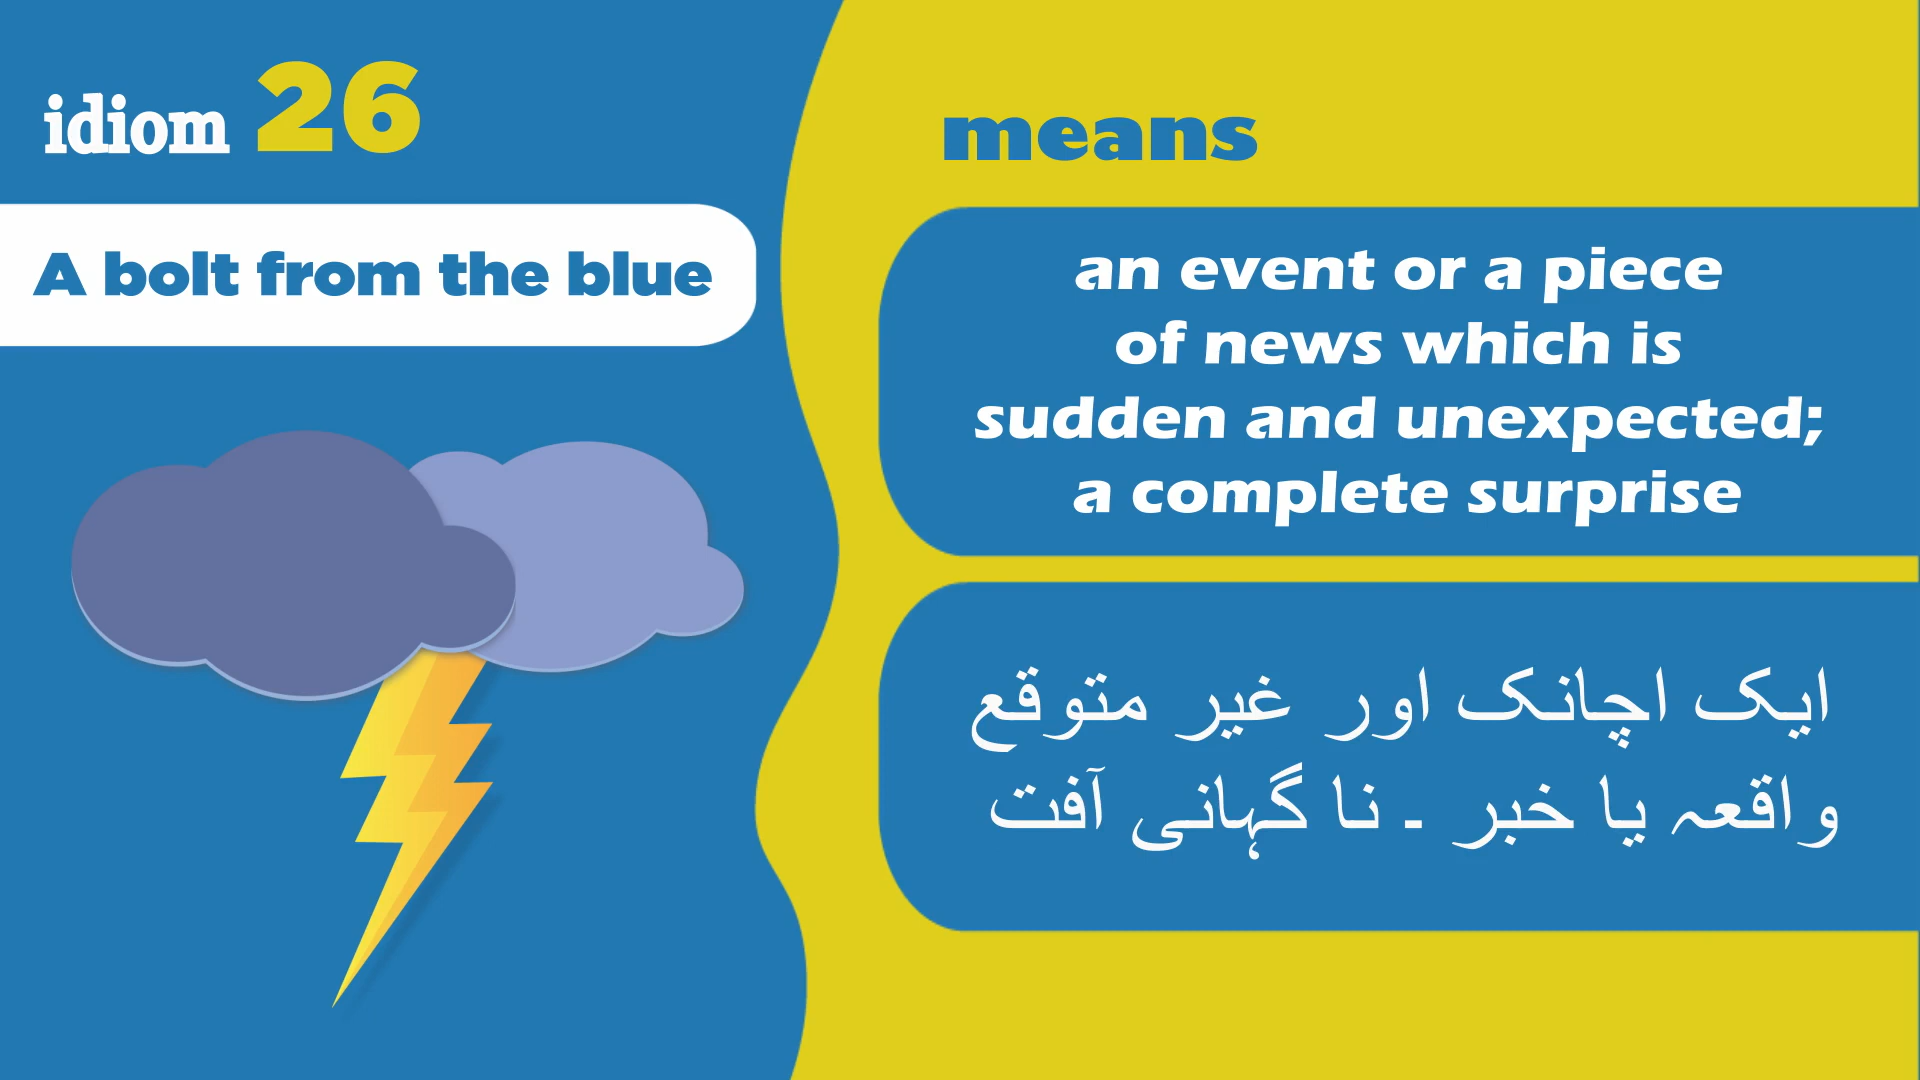 idiom 26
A bolt from the blue
means
an event or a piece
of news which is
sudden and unexpected;
a complete surprise
ایک اچانک اور غیر متوقع
واقعہ یا خبر ۔ نا گہانی آفت